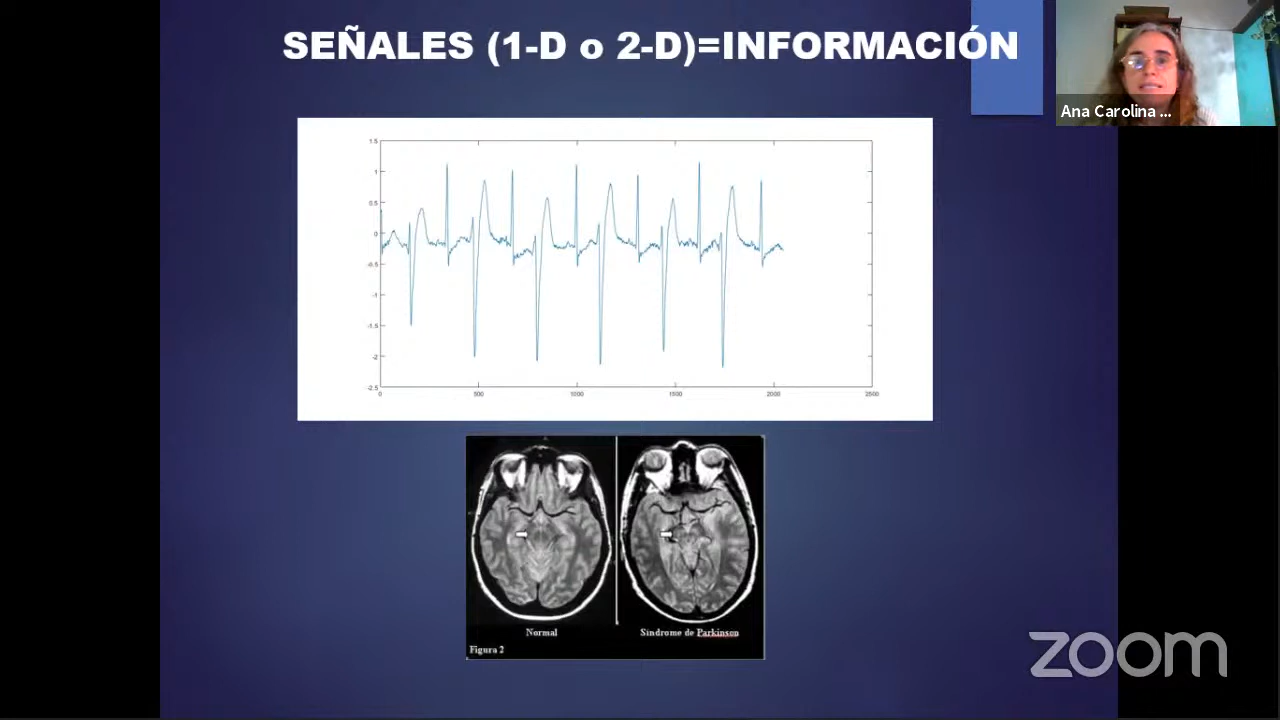 SEÑALES (1-D o 2-D)=INFORMACIÓN
Ana Carolina ...
1.5
1
0.5
0
-0.5
-1
-1.5
-2
-2.5
0 500 1000 1500 2000 2500
Normal
Sindrome de Parkinson
Figura 2
zoom